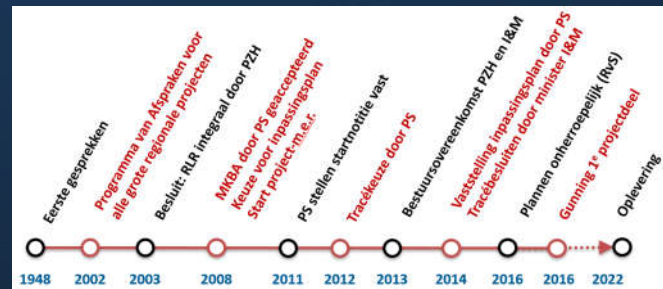 Eerste gesprekken
Programma van Afspraken voor
alle grote regionale projecten
Besluit: RLR integraal door PZH
MKBA door PS geaccepteerd
Keuze voor inpassingsplan
Start project-m.e.r.
PS stellen startnotitie vast
Tracékeuze door PS
Bestuursovereenkomst PZH en I&M
Vaststelling inpassingsplan door PS
Tracébesluiten door minister I&M
Plannen onherroepelijk (RvS)
Gunning 1e projectdeel
Oplevering
1948 2002 2003 2008 2011 2012 2013 2014 2016 2016 2022